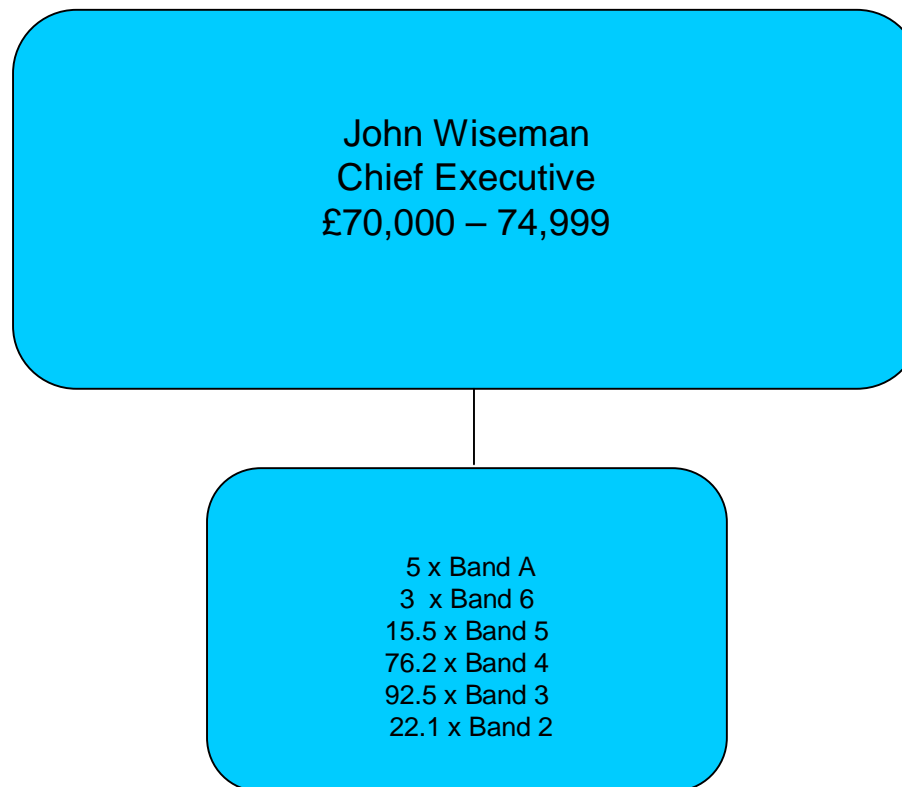 John Wiseman
Chief Executive
£70,000 – 74,999
5 x Band A
3 x Band 6
15.5 x Band 5
76.2 x Band 4
92.5 x Band 3
22.1 x Band 2